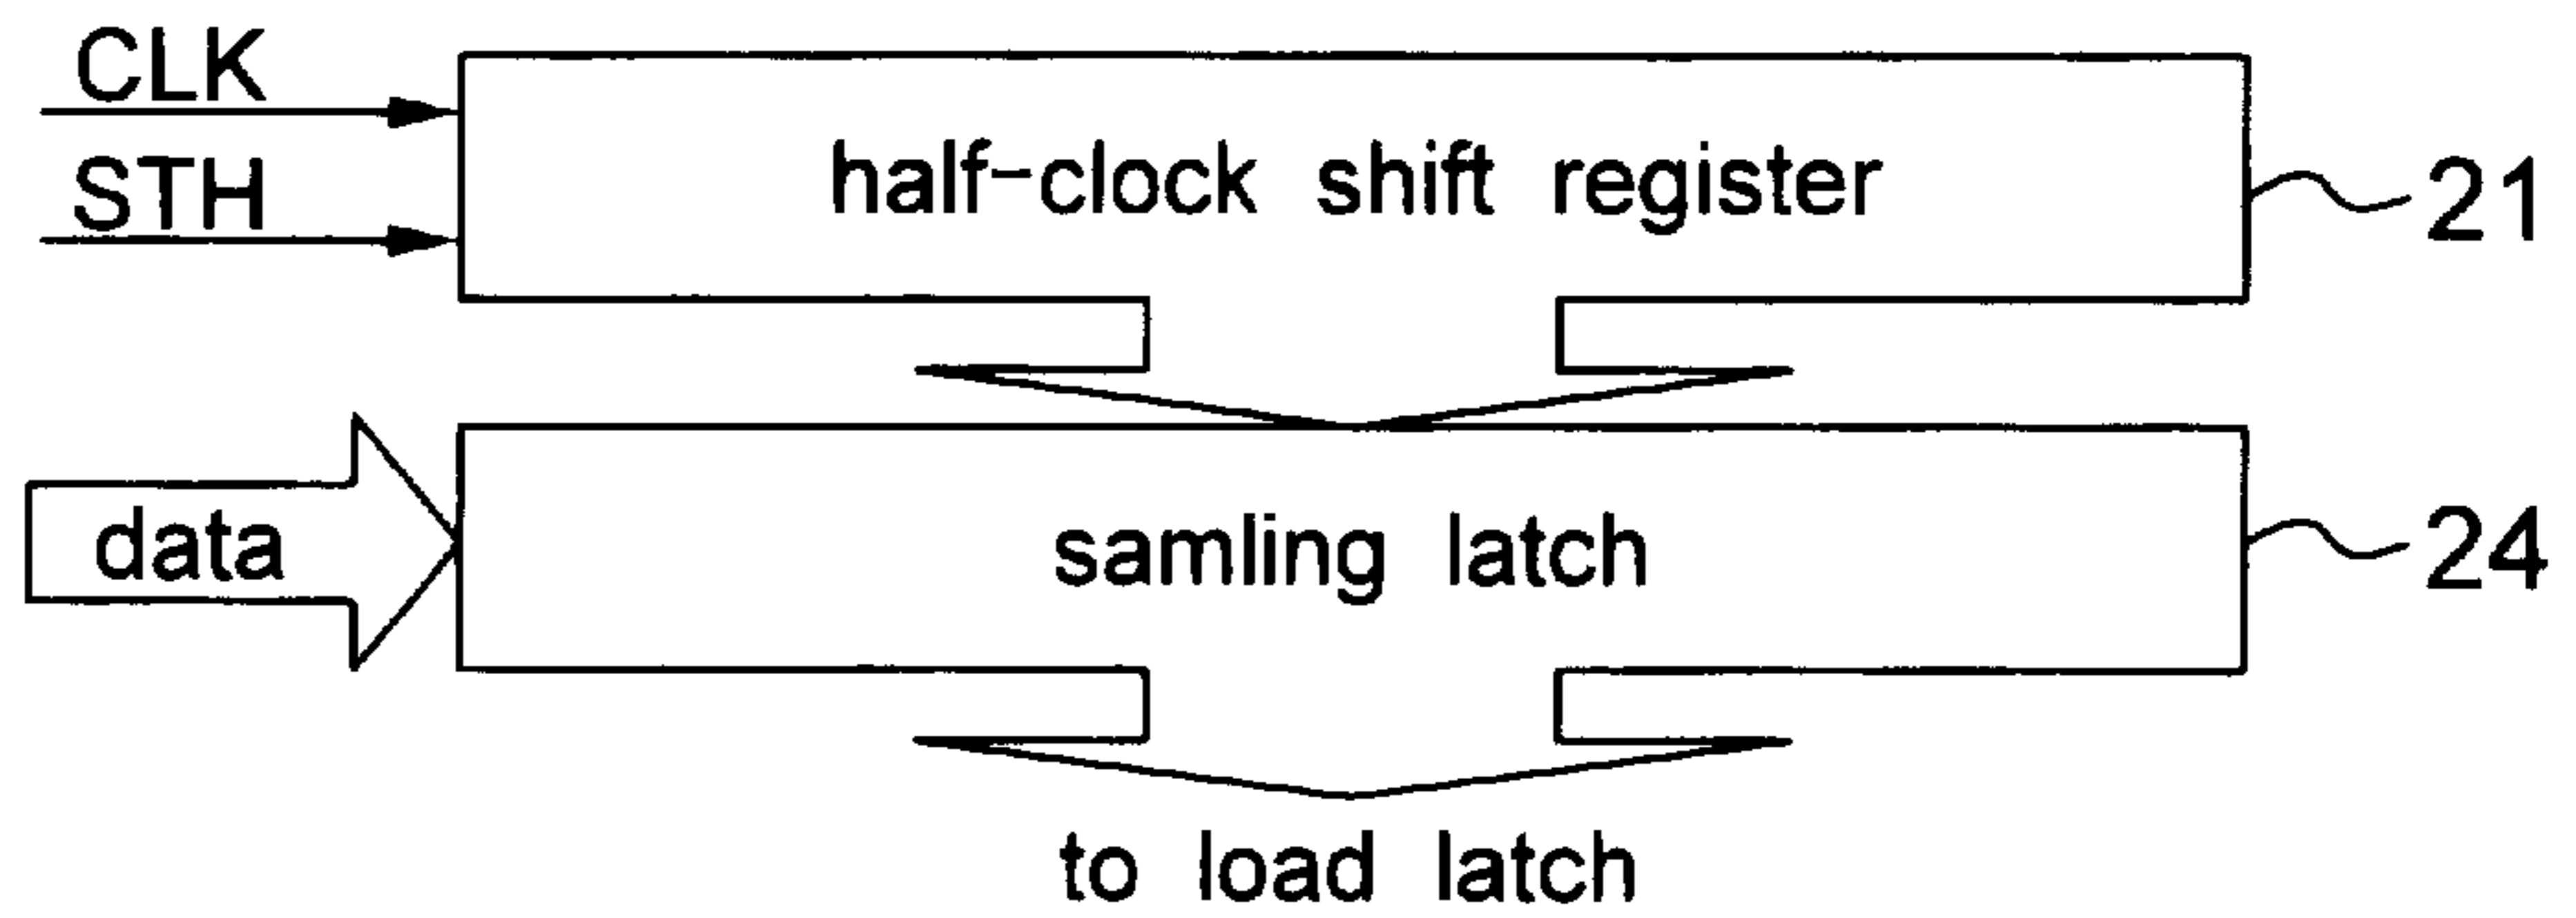 CLK
STH
half-clock shift register
21
data
samling latch
24
to load latch